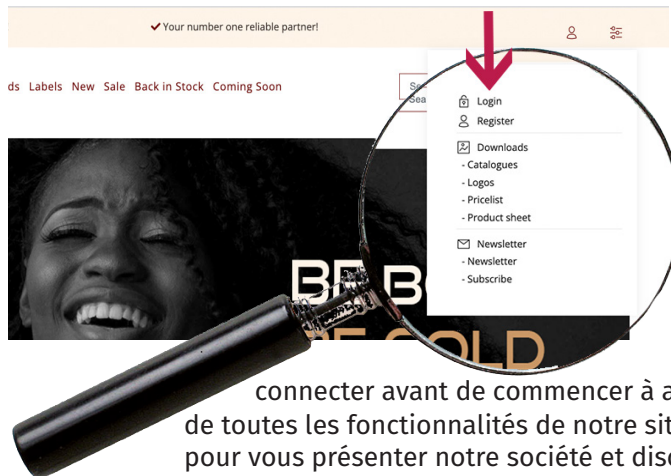 ✔ Your number one reliable partner!
ds Labels New Sale Back in Stock Coming Soon
Login
Register
Downloads
- Catalogues
- Logos
- Pricelist
- Product sheet
Newsletter
- Newsletter
- Subscribe
BE
connecter avant de commencer à
de toutes les fonctionnalités de notre
pour vous présenter notre société et